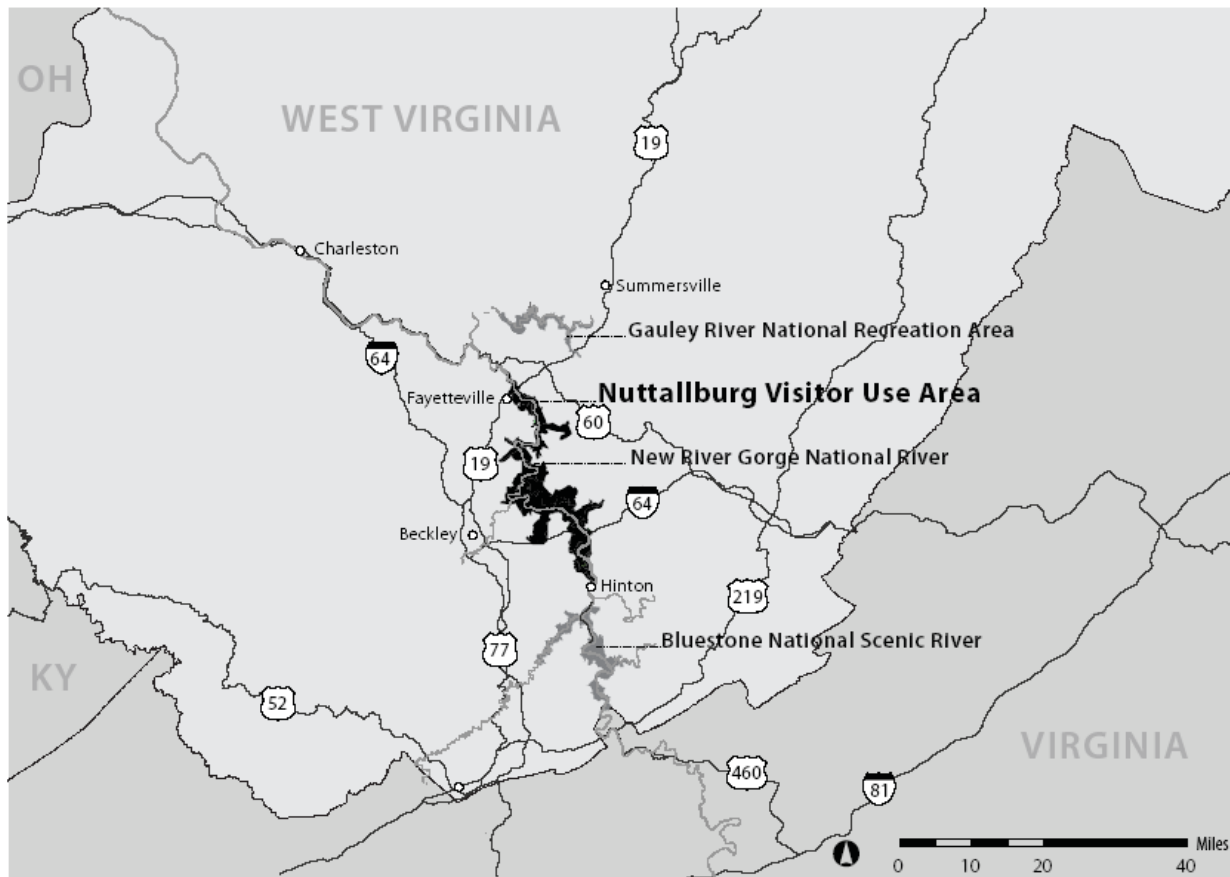 OH
WEST VIRGINIA
19
Charleston
Summersville
Gauley River National Recreation Area
64
Fayetteville
Nuttallburg Visitor Use Area
60
New River Gorge National River
19
64
Beckley
Hinton
219
Bluestone National Scenic River
77
KY
52
VIRGINIA
460
81
Miles
0 10 20 40